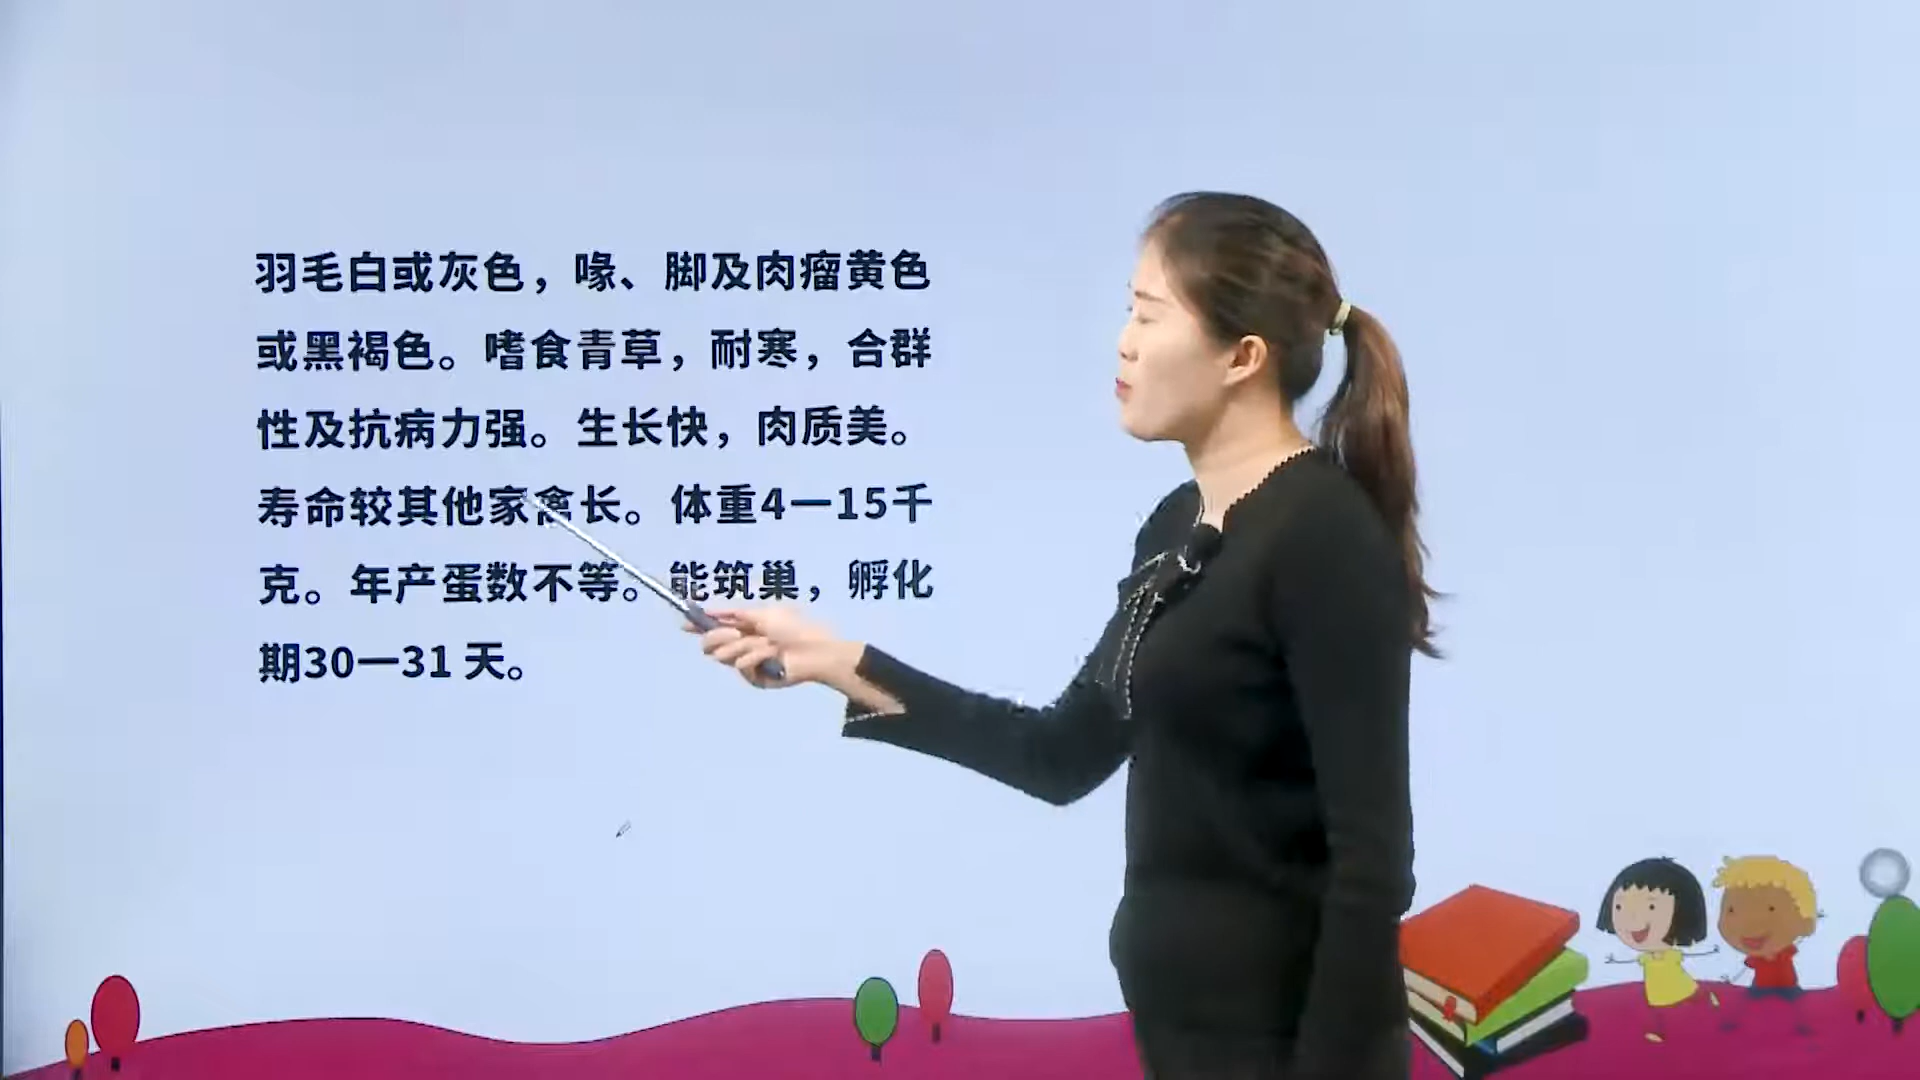 羽毛白或灰色，喙、脚及肉瘤黄色
或黑褐色。嗜食青草，耐寒，合群
性及抗病力强。生长快，肉质美。
寿命较其他家禽长。体重4—15千
克。年产蛋数不等。能筑巢，孵化
期30—31 天。